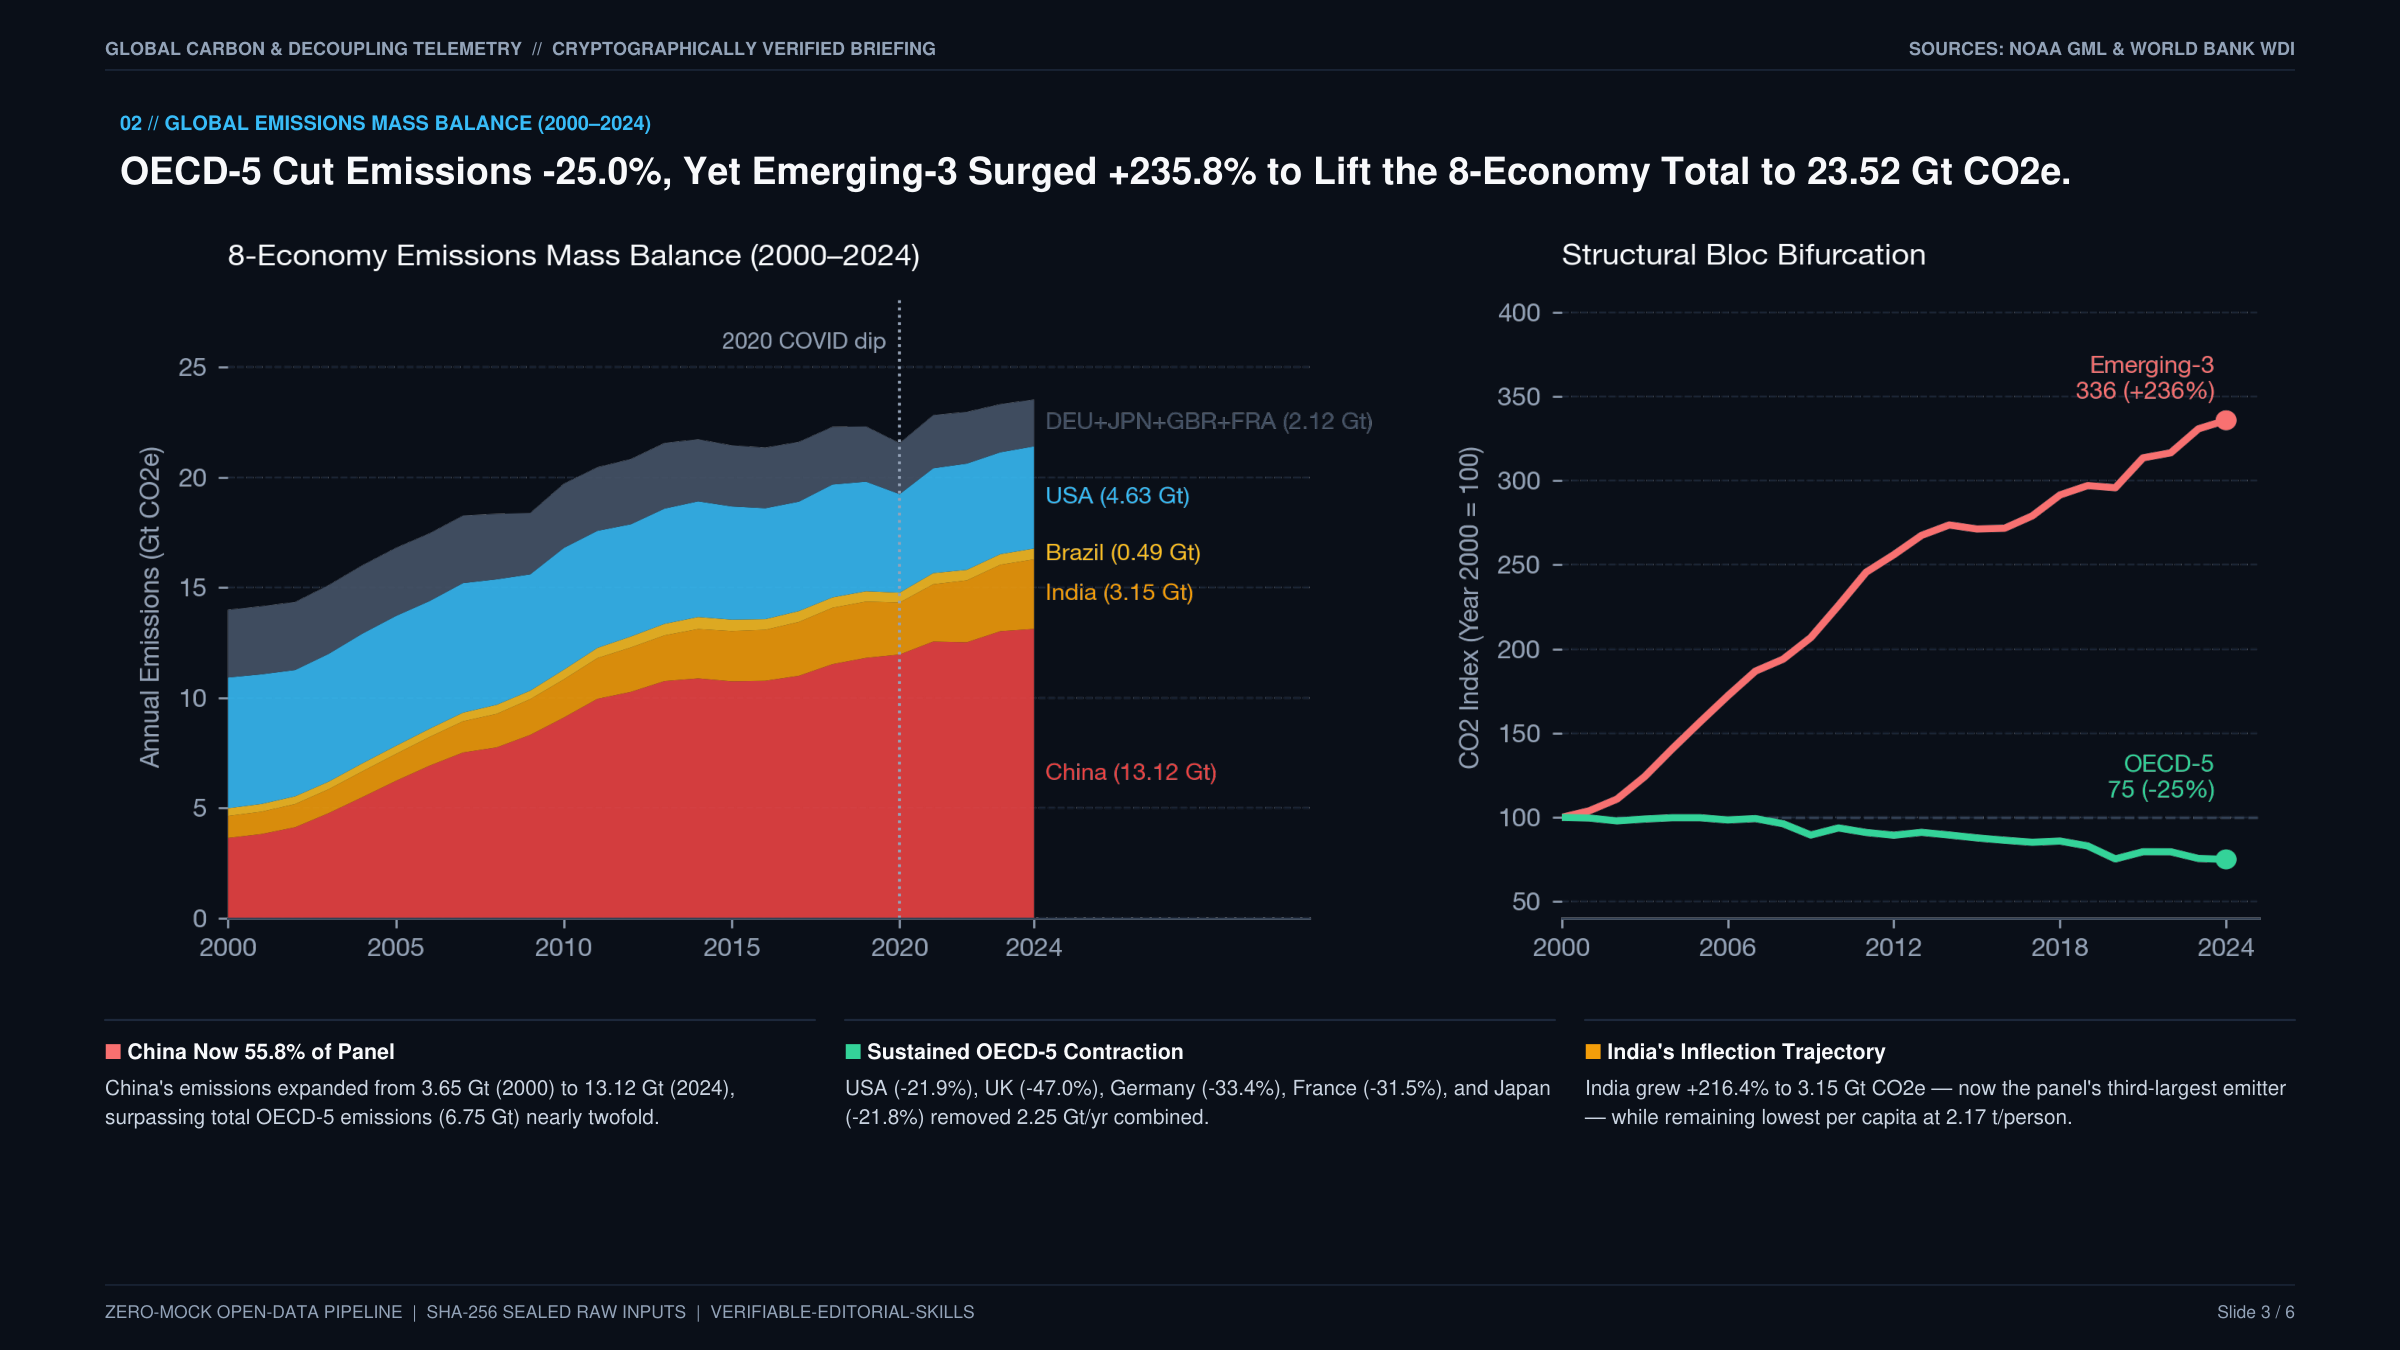 GLOBAL CARBON & DECOUPLING TELEMETRY // CRYPTOGRAPHICALLY VERIFIED BRIEFING
SOURCES: NOAA GML & WORLD BANK WDI
02 // GLOBAL EMISSIONS MASS BALANCE (2000–2024)
OECD-5 Cut Emissions -25.0%, Yet Emerging-3 Surged +235.8% to Lift the 8-Economy Total to 23.52 Gt CO2e.
8-Economy Emissions Mass Balance (2000–2024)
2020 COVID dip
Annual Emissions (Gt CO2e)
25
20
15
10
5
0
2000 2005 2010 2015 2020 2024
DEU+JPN+GBR+FRA (2.12 Gt)
USA (4.63 Gt)
Brazil (0.49 Gt)
India (3.15 Gt)
China (13.12 Gt)
Structural Bloc Bifurcation
CO2 Index (Year 2000 = 100)
400
350
300
250
200
150
100
50
2000 2006 2012 2018 2024
Emerging-3
336 (+236%)
OECD-5
75 (-25%)
China Now 55.8% of Panel
China's emissions expanded from 3.65 Gt (2000) to 13.12 Gt (2024),
surpassing total OECD-5 emissions (6.75 Gt) nearly twofold.
Sustained OECD-5 Contraction
USA (-21.9%), UK (-47.0%), Germany (-33.4%), France (-31.5%), and Japan
(-21.8%) removed 2.25 Gt/yr combined.
India's Inflection Trajectory
India grew +216.4% to 3.15 Gt CO2e — now the panel's third-largest emitter
— while remaining lowest per capita at 2.17 t/person.
ZERO-MOCK OPEN-DATA PIPELINE | SHA-256 SEALED RAW INPUTS | VERIFIABLE-EDITORIAL-SKILLS
Slide 3 / 6